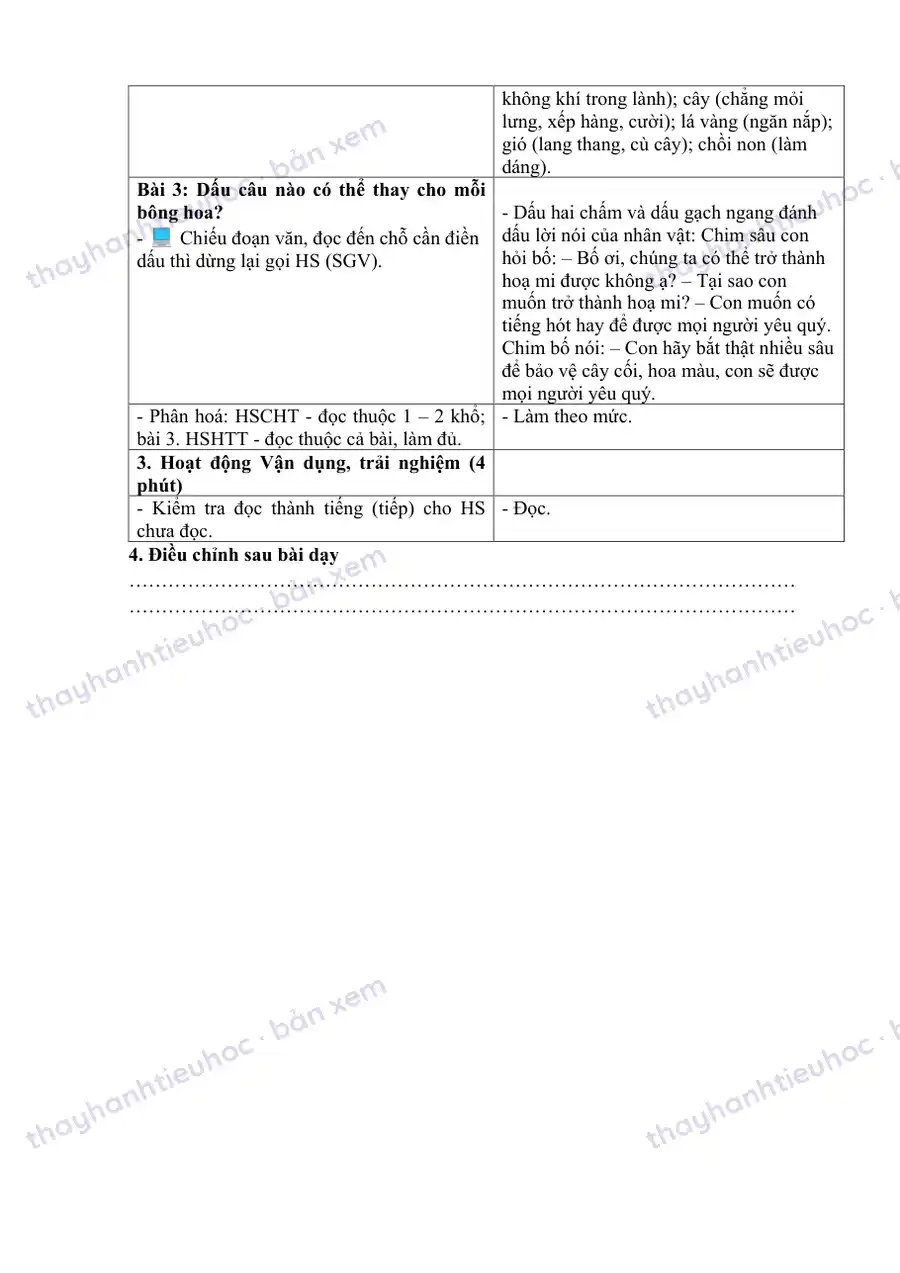 không khí trong lành); cây (chẳng mỏi
lưng, xếp hàng, cười); lá vàng (ngăn nắp);
gió (lang thang, cù cây); chồi non (làm
dáng).
Bài 3: Dấu câu nào có thể thay cho mỗi
bông hoa?
- Chiếu đoạn văn, đọc đến chỗ cần điền
dấu thì dừng lại gọi HS (SGV).
- Dấu hai chấm và dấu gạch ngang đánh
dấu lời nói của nhân vật: Chim sâu con
hỏi bố: – Bố ơi, chúng ta có thể trở thành
hoạ mi được không ạ? – Tại sao con
muốn trở thành hoạ mi? – Con muốn có
tiếng hót hay để được mọi người yêu quý.
Chim bố nói: – Con hãy bắt thật nhiều sâu
để bảo vệ cây cối, hoa màu, con sẽ được
mọi người yêu quý.
- Phân hoá: HSCHT - đọc thuộc 1 – 2 khổ;
bài 3. HSHTT - đọc thuộc cả bài, làm đủ.
- Làm theo mức.
3. Hoạt động Vận dụng, trải nghiệm (4
phút)
- Kiểm tra đọc thành tiếng (tiếp) cho HS
chưa đọc.
- Đọc.
4. Điều chỉnh sau bài dạy
……………………………………………………………………………………
……………………………………………………………………………………
thayhanhtieuhoc · bản xem
thayhanhtieuhoc · b
thayhanhtieuhoc · bản xem
thayhanhtieuhoc · b
thayhanhtieuhoc · bản xem
thayhanhtieuhoc · b